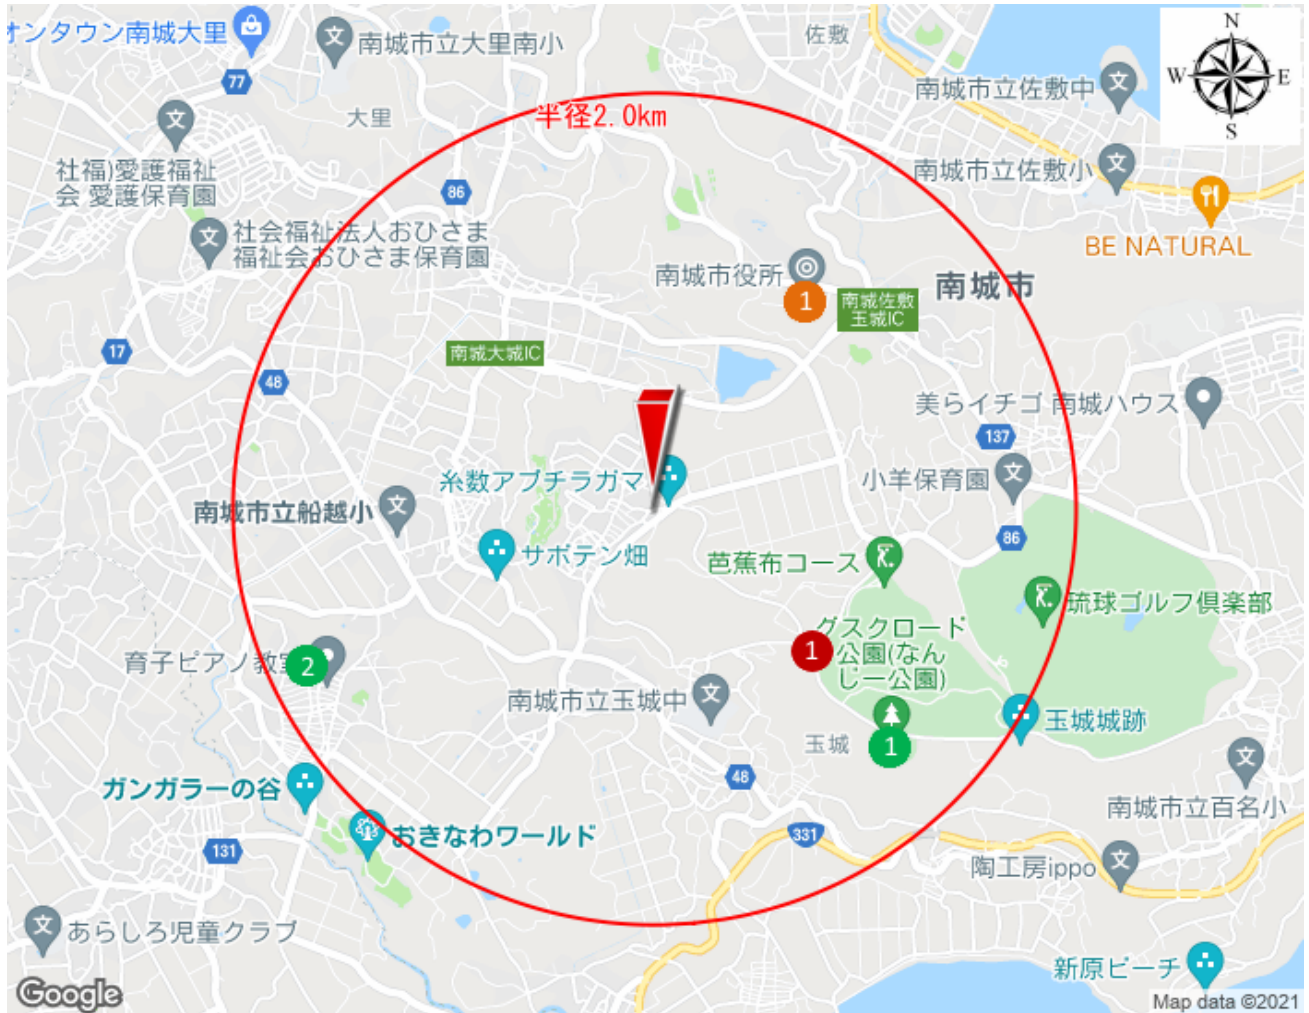 オンタウン南城大里
南城市立大里南小
佐敷
N
W
E
S
77
大里
半径2.0km
南城市立佐敷中
社福)愛護福祉
会 愛護保育園
86
南城市立佐敷小
社会福祉法人おひさま
福祉会おひさま保育園
BE NATURAL
南城市役所
南城市
1
南城佐敷
玉城IC
17
南城大城IC
48
美らイチゴ 南城ハウス
137
糸数アブチラガマ
小羊保育園
南城市立船越小
86
サボテン畑
芭蕉布コース
琉球ゴルフ倶楽部
グスクロード
公園(なん
じー公園)
1
育子ピアノ教室
2
南城市立玉城中
玉城城跡
玉城
1
ガンガラーの谷
48
南城市立百名小
おきなわワールド
331
131
陶工房ippo
あらしろ児童クラブ
新原ビーチ
Google
Map data ©2021